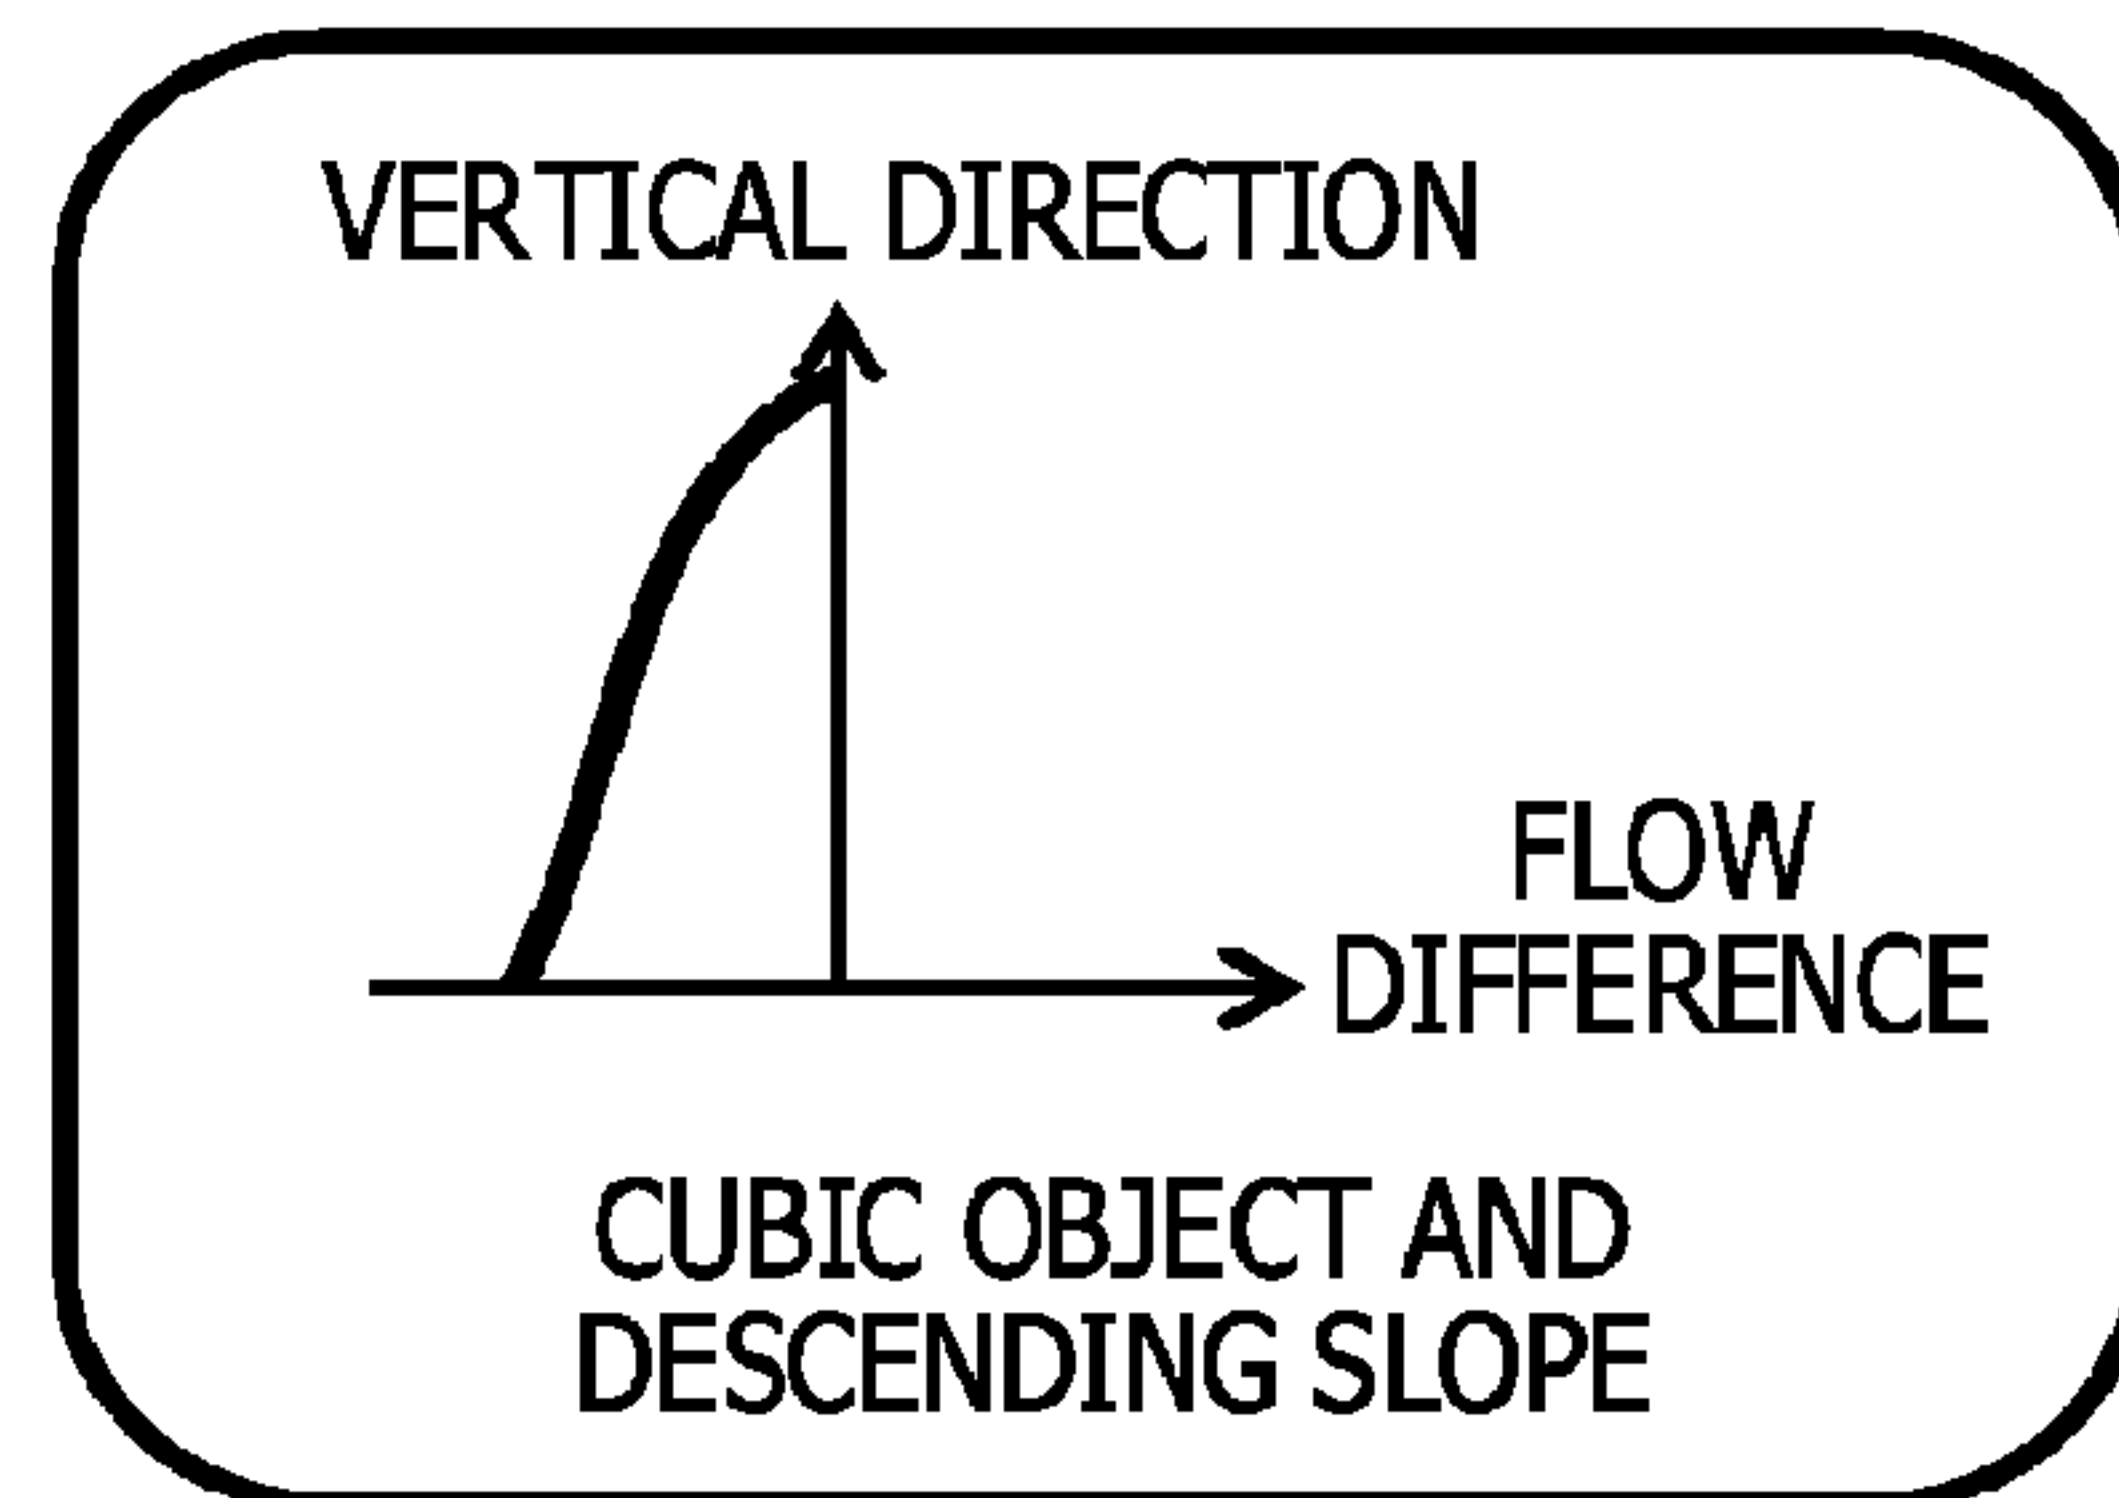 VERTICAL DIRECTION
FLOW
DIFFERENCE
CUBIC OBJECT AND
DESCENDING SLOPE